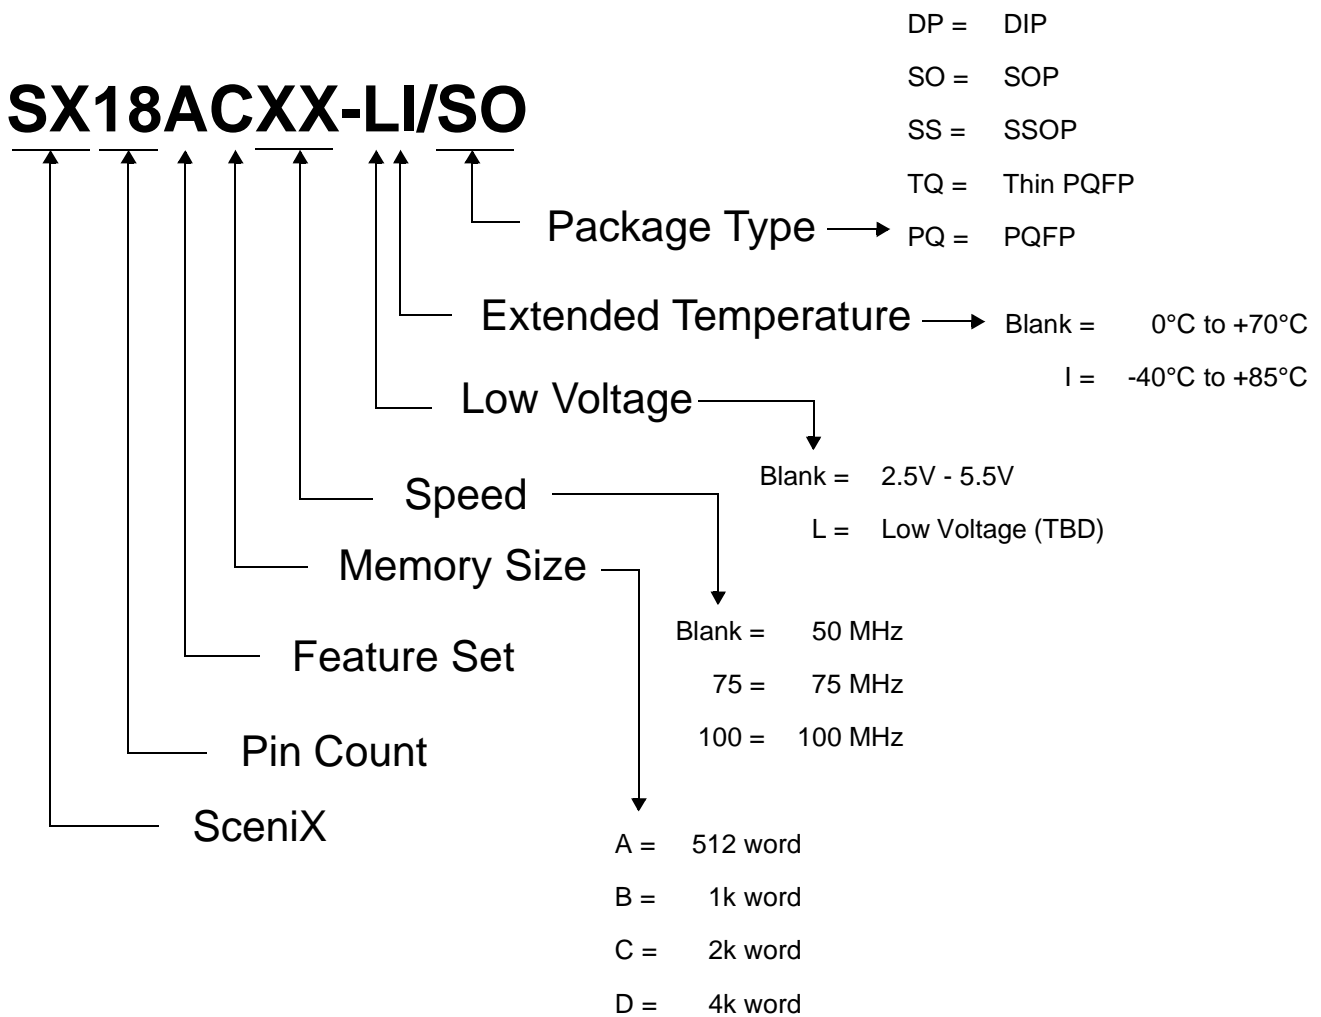 DP = DIP
SO = SOP
SS = SSOP
TQ = Thin PQFP
PQ = PQFP
SX18ACXX-LI/SO
Package Type
Extended Temperature
Blank = 0°C to +70°C
I = -40°C to +85°C
Low Voltage
Blank = 2.5V - 5.5V
L = Low Voltage (TBD)
Speed
Blank = 50 MHz
75 = 75 MHz
100 = 100 MHz
Memory Size
A = 512 word
B = 1k word
C = 2k word
D = 4k word
Feature Set
Pin Count
SceniX